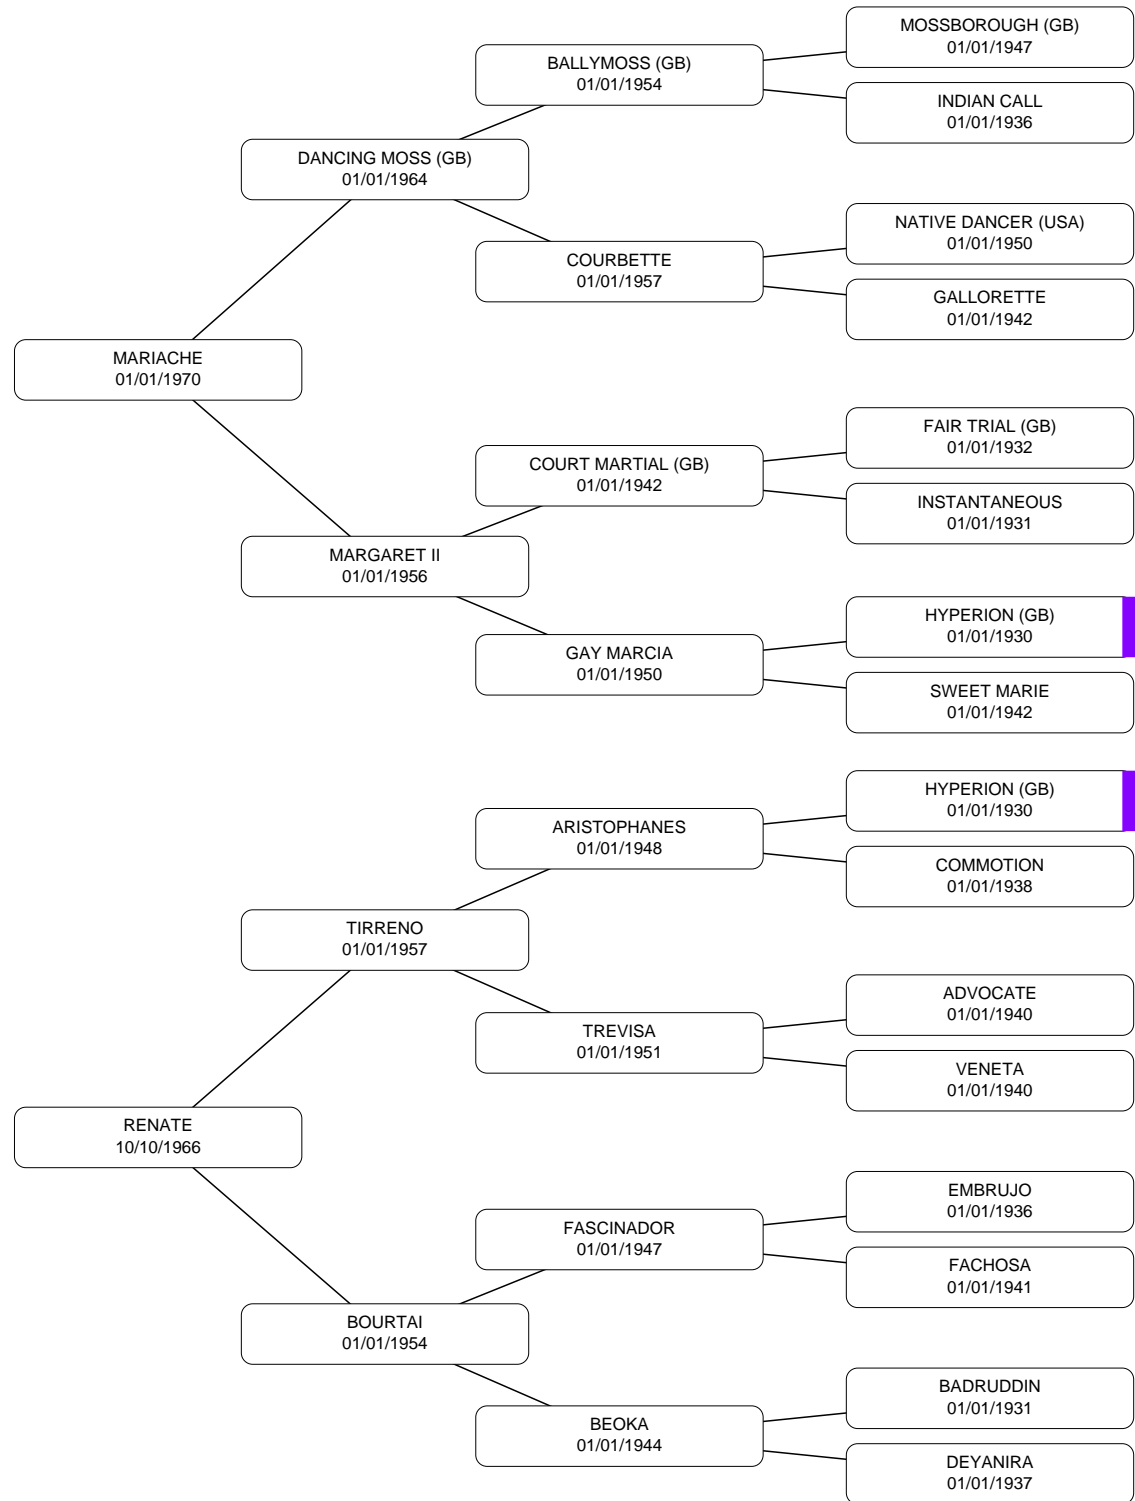 MOSSBOROUGH (GB)
01/01/1947
BALLYMOSS (GB)
01/01/1954
INDIAN CALL
01/01/1936
DANCING MOSS (GB)
01/01/1964
NATIVE DANCER (USA)
01/01/1950
COURBETTE
01/01/1957
GALLORETTE
01/01/1942
MARIACHE
01/01/1970
FAIR TRIAL (GB)
01/01/1932
COURT MARTIAL (GB)
01/01/1942
INSTANTANEOUS
01/01/1931
MARGARET II
01/01/1956
HYPERION (GB)
01/01/1930
GAY MARCIA
01/01/1950
SWEET MARIE
01/01/1942
HYPERION (GB)
01/01/1930
ARISTOPHANES
01/01/1948
COMMOTION
01/01/1938
TIRRENO
01/01/1957
ADVOCATE
01/01/1940
TREVISA
01/01/1951
VENETA
01/01/1940
RENATE
10/10/1966
EMBRUJO
01/01/1936
FASCINADOR
01/01/1947
FACHOSA
01/01/1941
BOURTAI
01/01/1954
BADRUDDIN
01/01/1931
BEOKA
01/01/1944
DEYANIRA
01/01/1937